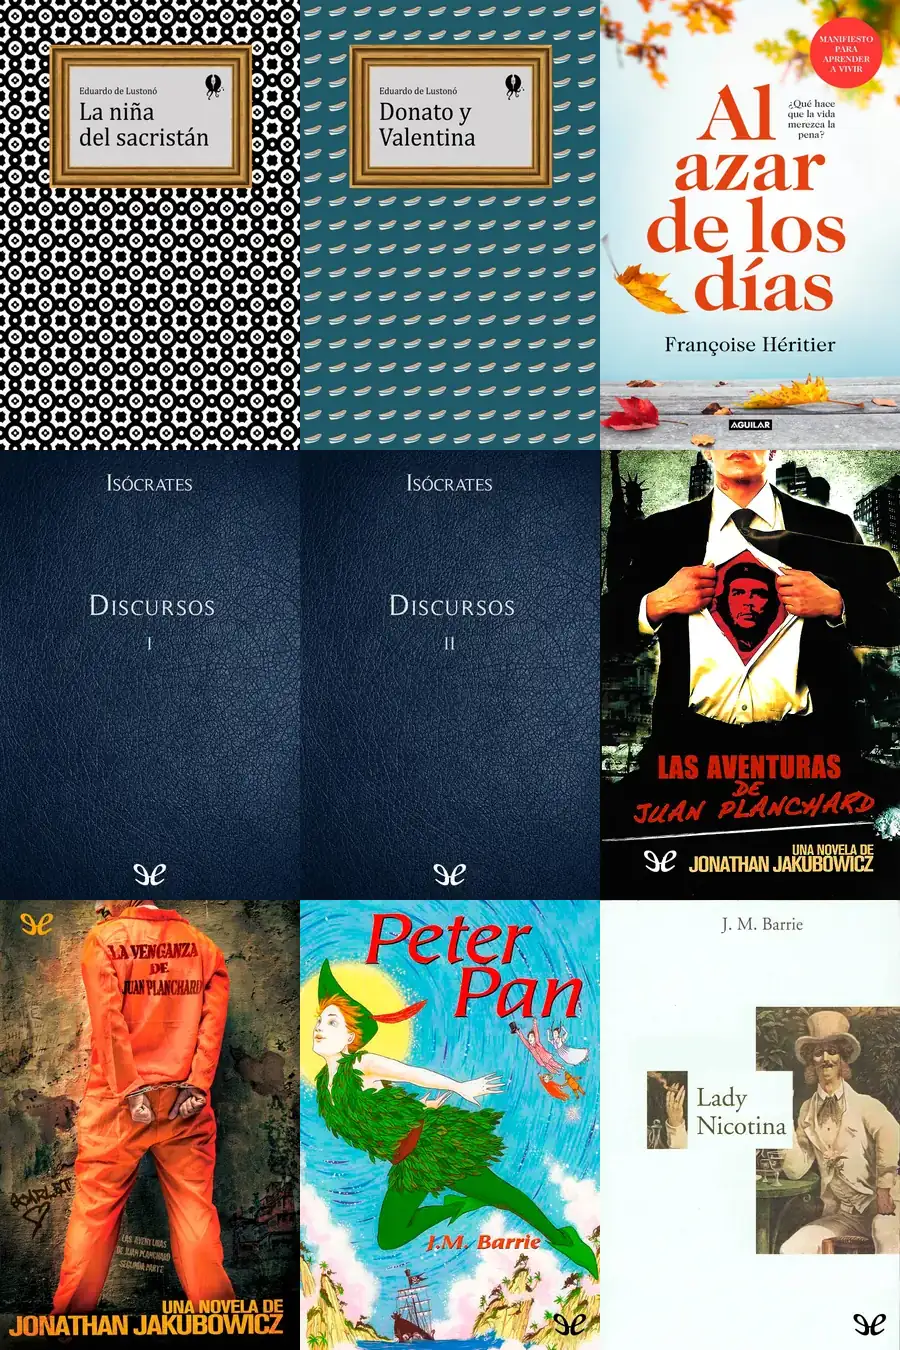 Eduardo de Lustonó
La niña
del sacristán
Eduardo de Lustonó
Donato y
Valentina
MANIFIESTO
PARA
APRENDER
A VIVIR
¿Qué hace
que la vida
merezca la
pena?
Al
azar
de los
días
Françoise Héritier
AGUILAR
Isócrates
Discursos
I
Isócrates
Discursos
II
LAS AVENTURAS
DE
JUAN PLANCHARD
UNA NOVELA DE
JONATHAN JAKUBOWICZ
LA VENGANZA
DE
JUAN PLANCHARD
SCARLET
LAS AVENTURAS
DE JUAN PLANCHARD
SEGUNDA PARTE
UNA NOVELA DE
JONATHAN JAKUBOWICZ
Peter
Pan
J.M. Barrie
J. M. Barrie
Lady
Nicotina